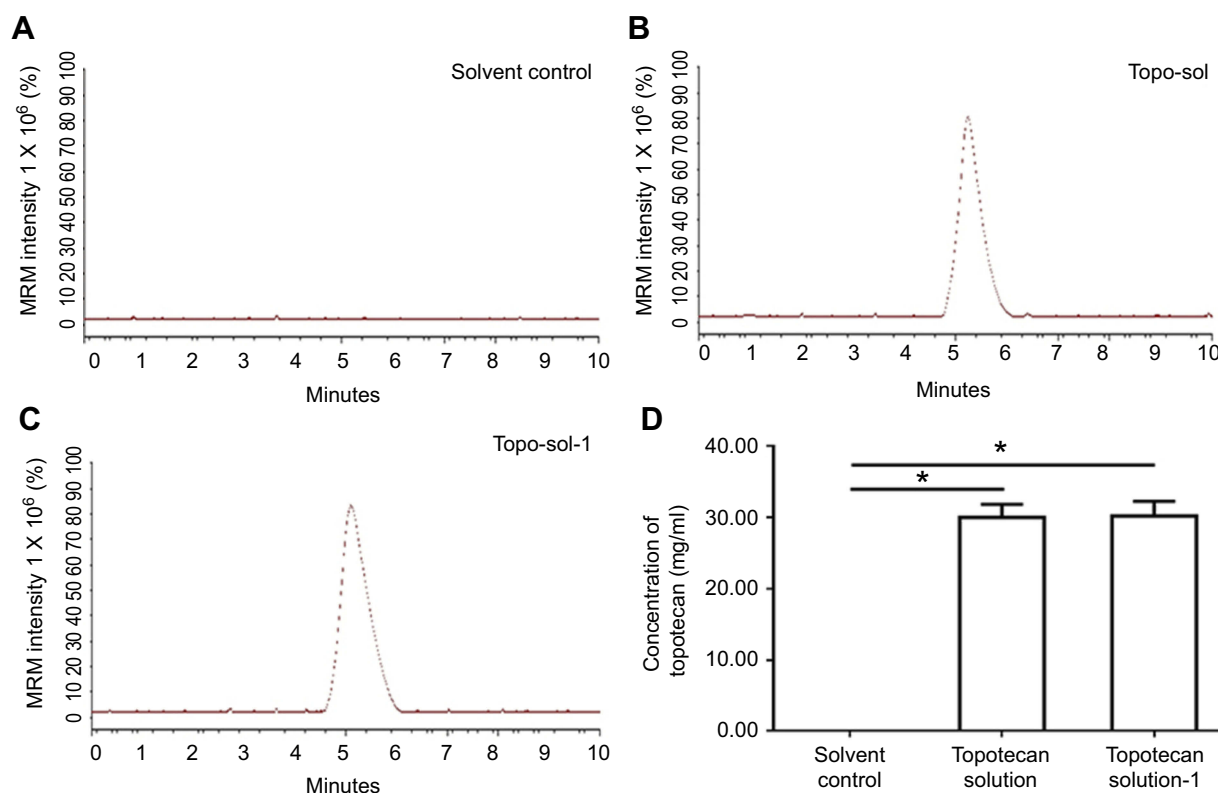 A
Solvent control
MRM intensity 1 X 10⁶ (%)
0 10 20 30 40 50 60 70 80 90 100
0 1 2 3 4 5 6 7 8 9 10
Minutes
B
Topo-sol
MRM intensity 1 X 10⁶ (%)
0 10 20 30 40 50 60 70 80 90 100
0 1 2 3 4 5 6 7 8 9 10
Minutes
C
Topo-sol-1
MRM intensity 1 X 10⁶ (%)
0 10 20 30 40 50 60 70 80 90 100
0 1 2 3 4 5 6 7 8 9 10
Minutes
D
Concentration of
topotecan (mg/ml)
40.00
30.00
20.00
10.00
0.00
*
*
Solvent
control
Topotecan
solution
Topotecan
solution-1